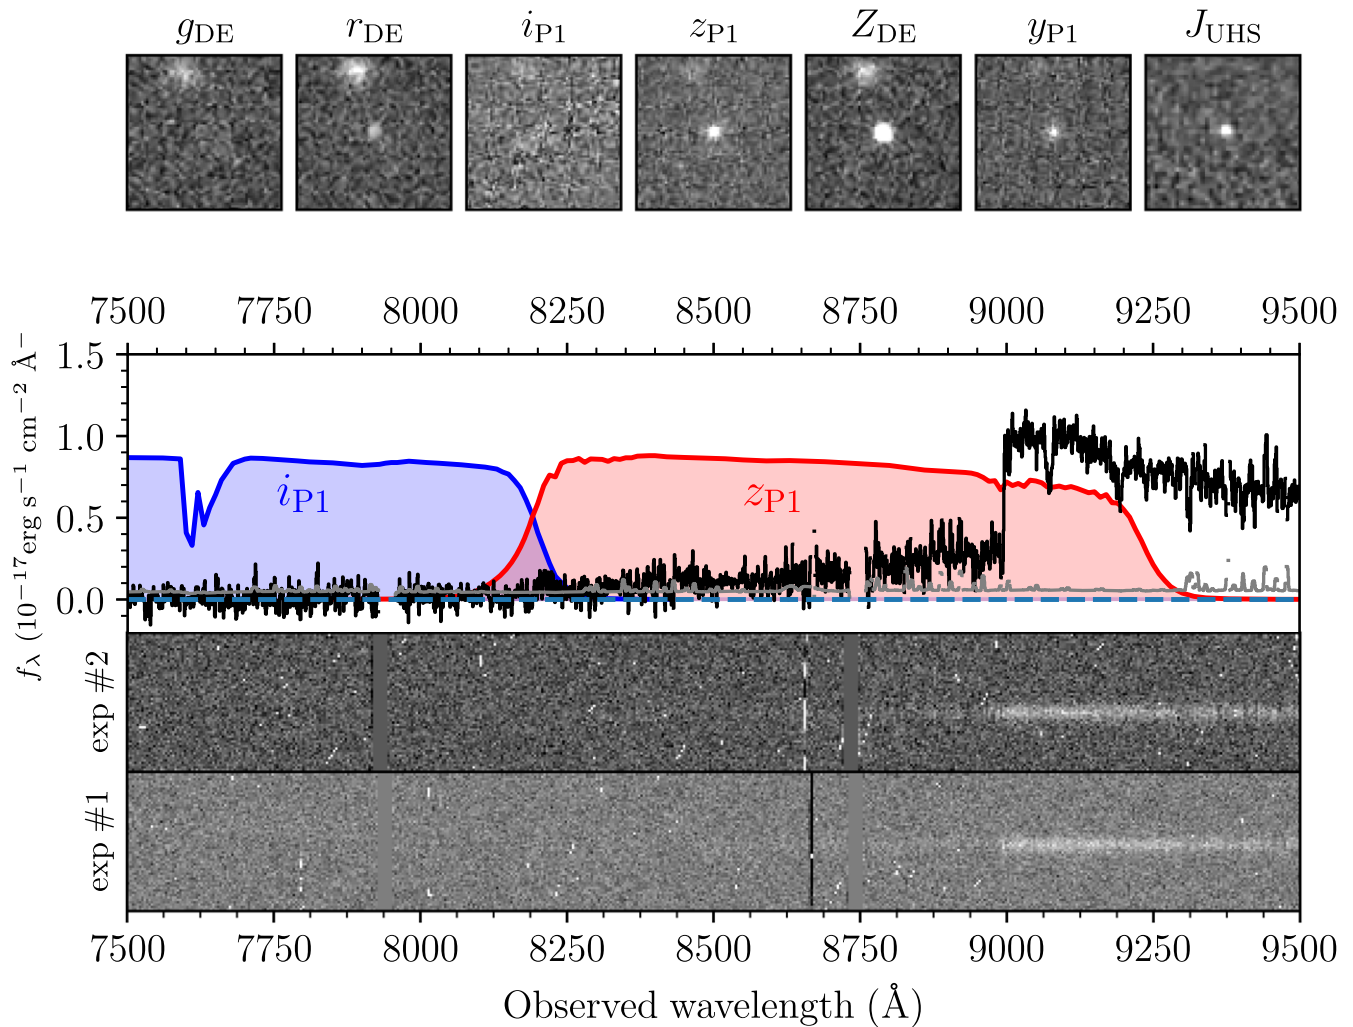 g_DE r_DE i_P1 z_P1 Z_DE y_P1 J_UHS
7500 7750 8000 8250 8500 8750 9000 9250 9500
f_λ (10^−17 erg s^−1 cm^−2 Å^−
1.5
1.0
0.5
0.0
i_P1
z_P1
exp #2
exp #1
7500 7750 8000 8250 8500 8750 9000 9250 9500
Observed wavelength (Å)